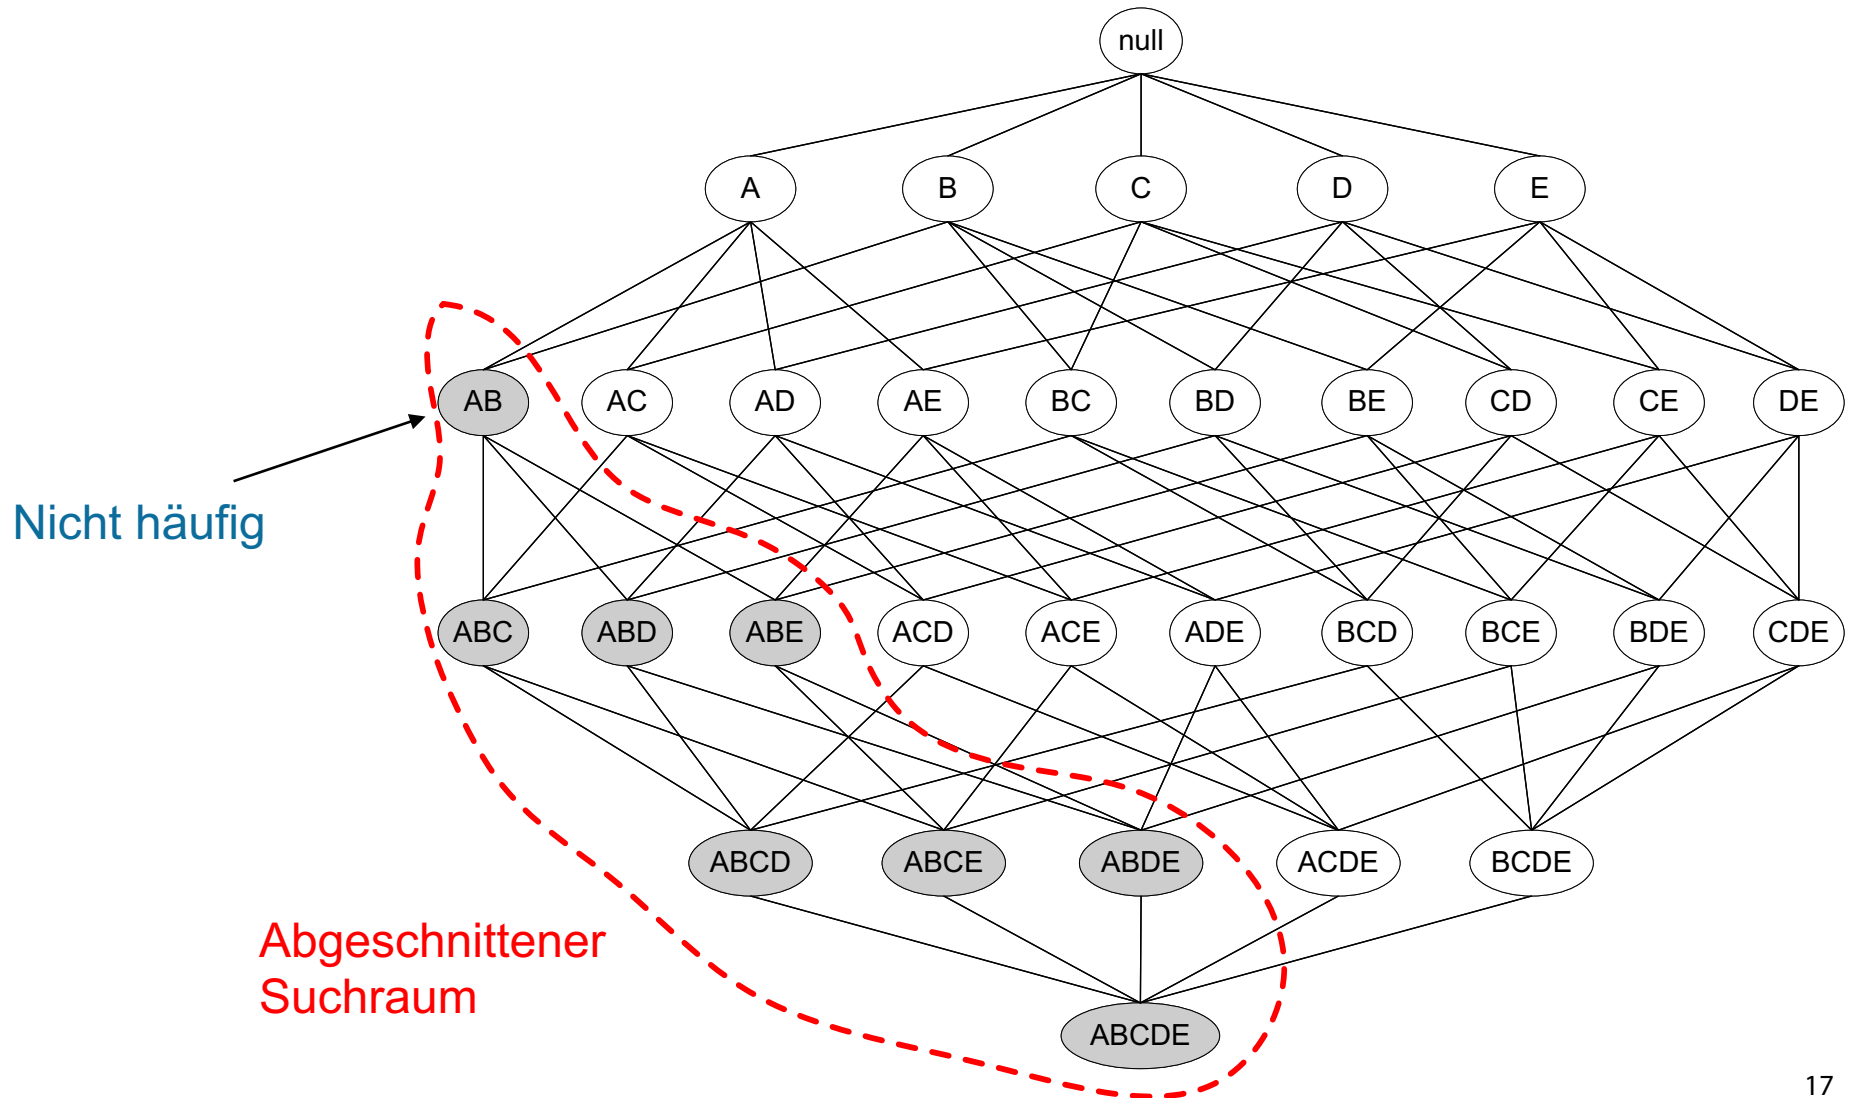 null
A B C D E
AB AC AD AE BC BD BE CD CE DE
Nicht häufig
ABC ABD ABE ACD ACE ADE BCD BCE BDE CDE
ABCD ABCE ABDE ACDE BCDE
Abgeschnittener
Suchraum
ABCDE
17